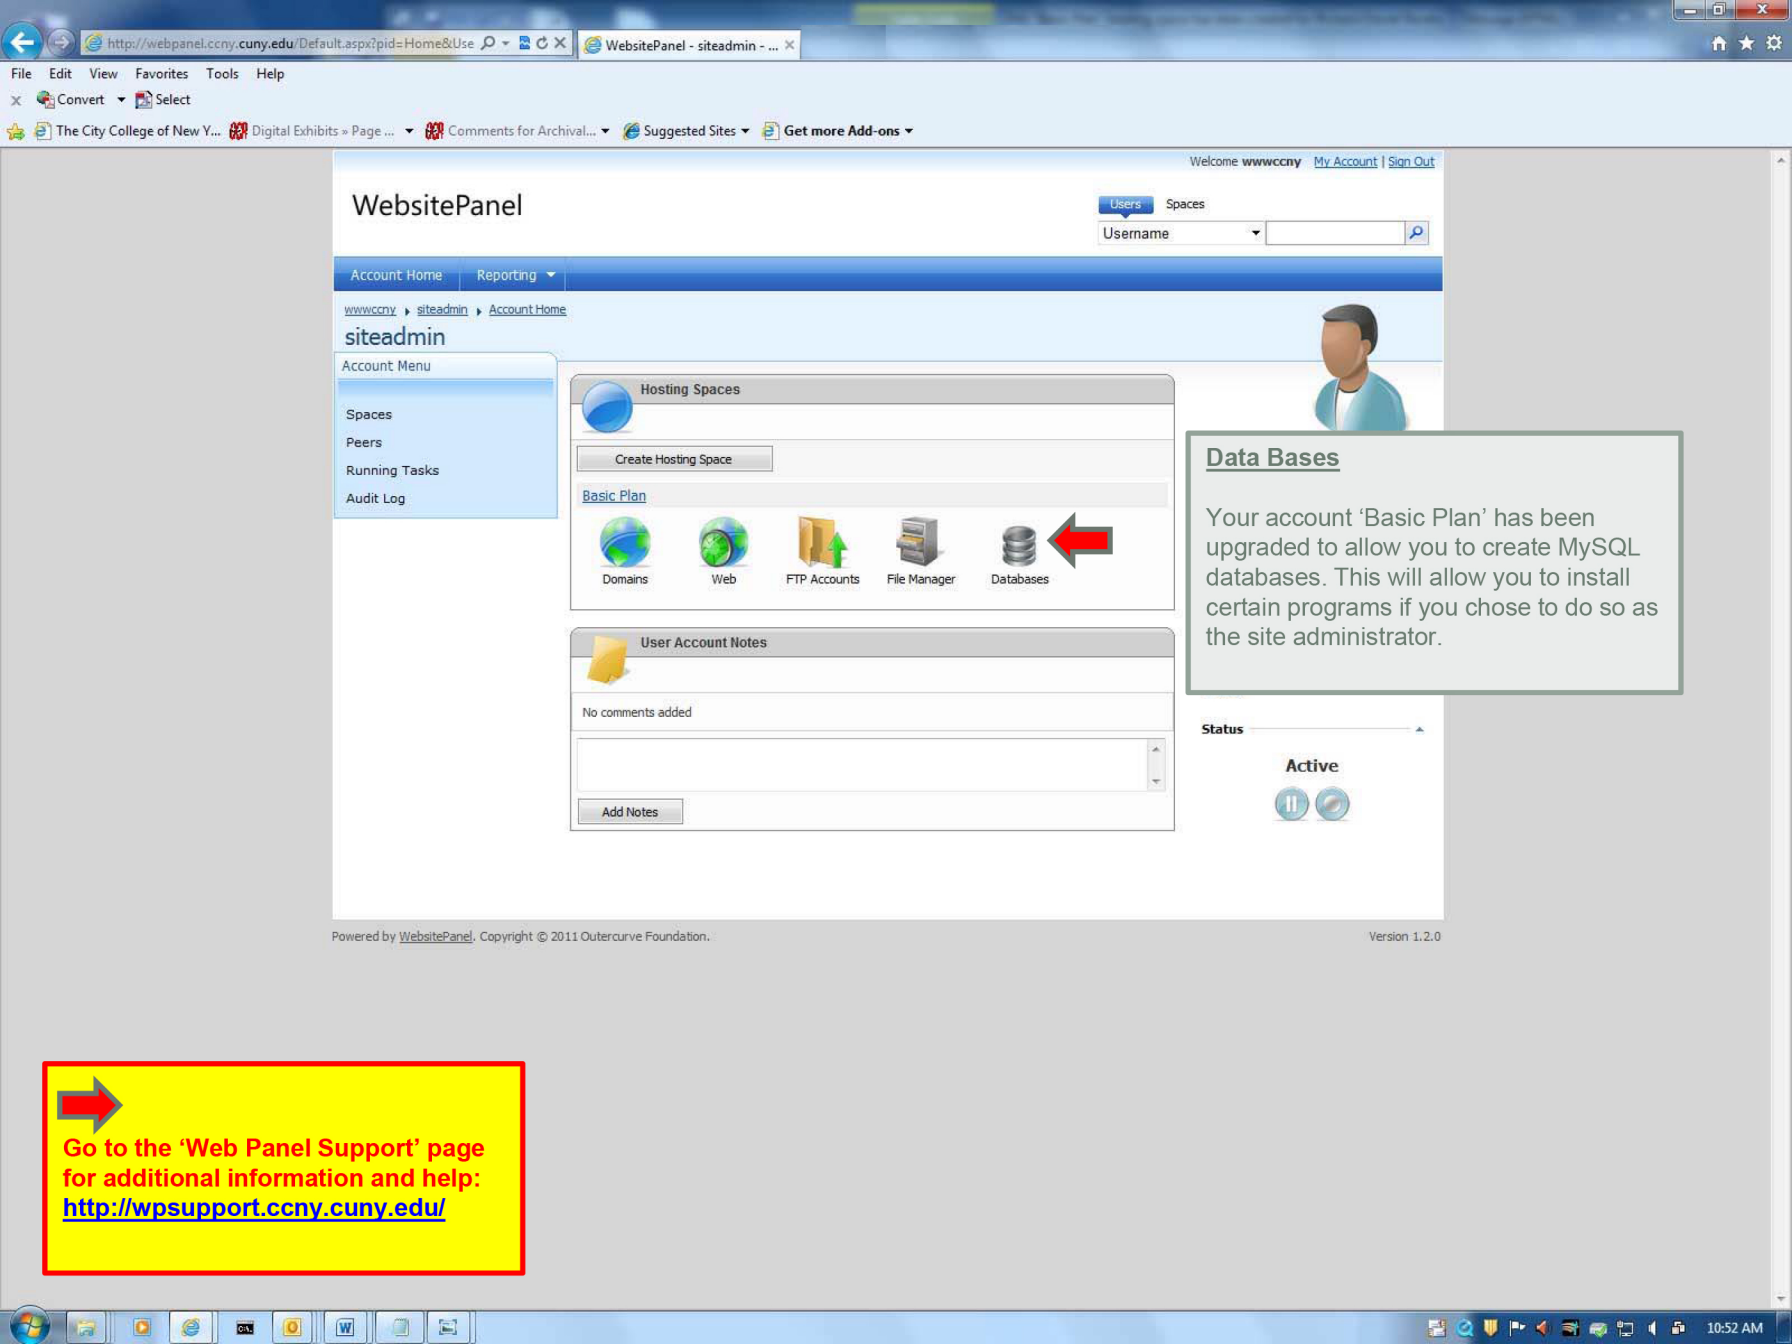 http://webpanel.ccny.cuny.edu/Default.aspx?pid=Home&Use
WebsitePanel - siteadmin - ...
File Edit View Favorites Tools Help
x Convert Select
The City College of New Y... Digital Exhibits » Page ... Comments for Archival... Suggested Sites Get more Add-ons
Welcome wwwccny My Account | Sign Out
WebsitePanel
Users Spaces
Username
Account Home Reporting
wwwccny siteadmin Account Home
siteadmin
Account Menu
Spaces
Peers
Running Tasks
Audit Log
Hosting Spaces
Create Hosting Space
Basic Plan
Domains Web FTP Accounts File Manager Databases
Data Bases
Your account ‘Basic Plan’ has been
upgraded to allow you to create MySQL
databases. This will allow you to install
certain programs if you chose to do so as
the site administrator.
User Account Notes
No comments added
Add Notes
Status
Active
Powered by WebsitePanel. Copyright © 2011 Outercurve Foundation.
Version 1.2.0
Go to the ‘Web Panel Support’ page
for additional information and help:
http://wpsupport.ccny.cuny.edu/
10:52 AM